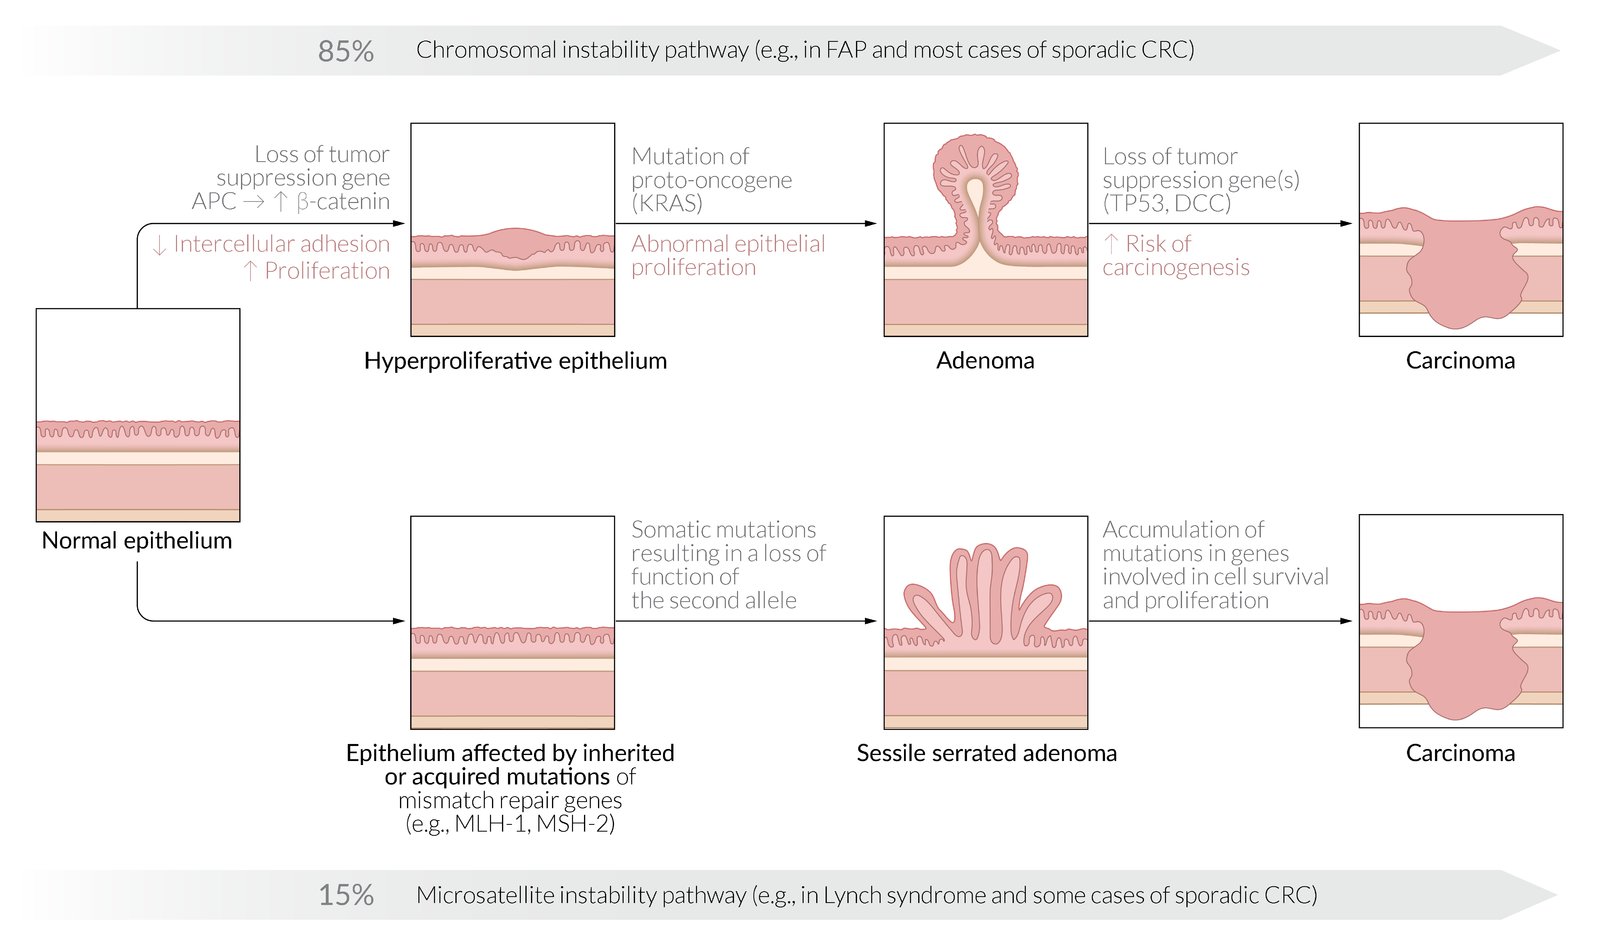 85% Chromosomal instability pathway (e.g., in FAP and most cases of sporadic CRC)
Loss of tumor
suppression gene
APC → ↑ β-catenin
↓ Intercellular adhesion
↑ Proliferation
Mutation of
proto-oncogene
(KRAS)
Abnormal epithelial
proliferation
Loss of tumor
suppression gene(s)
(TP53, DCC)
↑ Risk of
carcinogenesis
Hyperproliferative epithelium
Adenoma
Carcinoma
Normal epithelium
Somatic mutations
resulting in a loss of
function of
the second allele
Accumulation of
mutations in genes
involved in cell survival
and proliferation
Epithelium affected by inherited
or acquired mutations of
mismatch repair genes
(e.g., MLH-1, MSH-2)
Sessile serrated adenoma
Carcinoma
15% Microsatellite instability pathway (e.g., in Lynch syndrome and some cases of sporadic CRC)